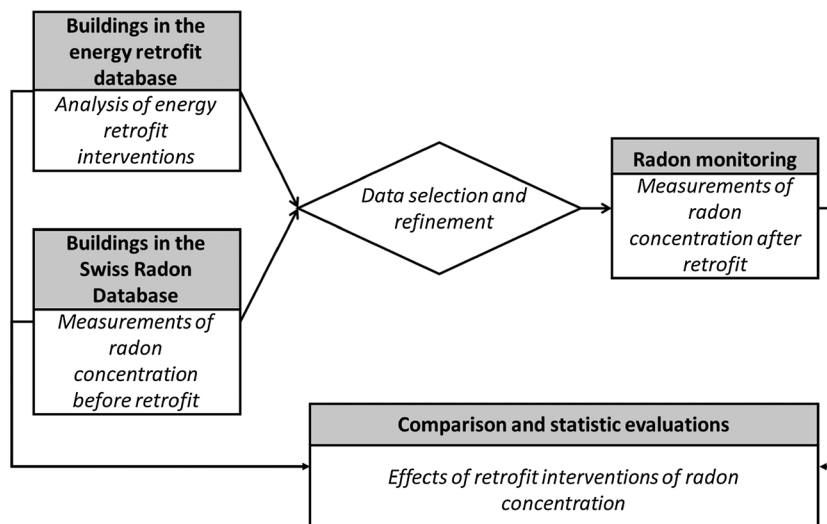 Buildings in the
energy retrofit
database
Analysis of energy
retrofit
interventions
Buildings in the
Swiss Radon
Database
Measurements of
radon
concentration
before retrofit
Data selection and
refinement
Radon monitoring
Measurements of
radon
concentration after
retrofit
Comparison and statistic evaluations
Effects of retrofit interventions of radon
concentration